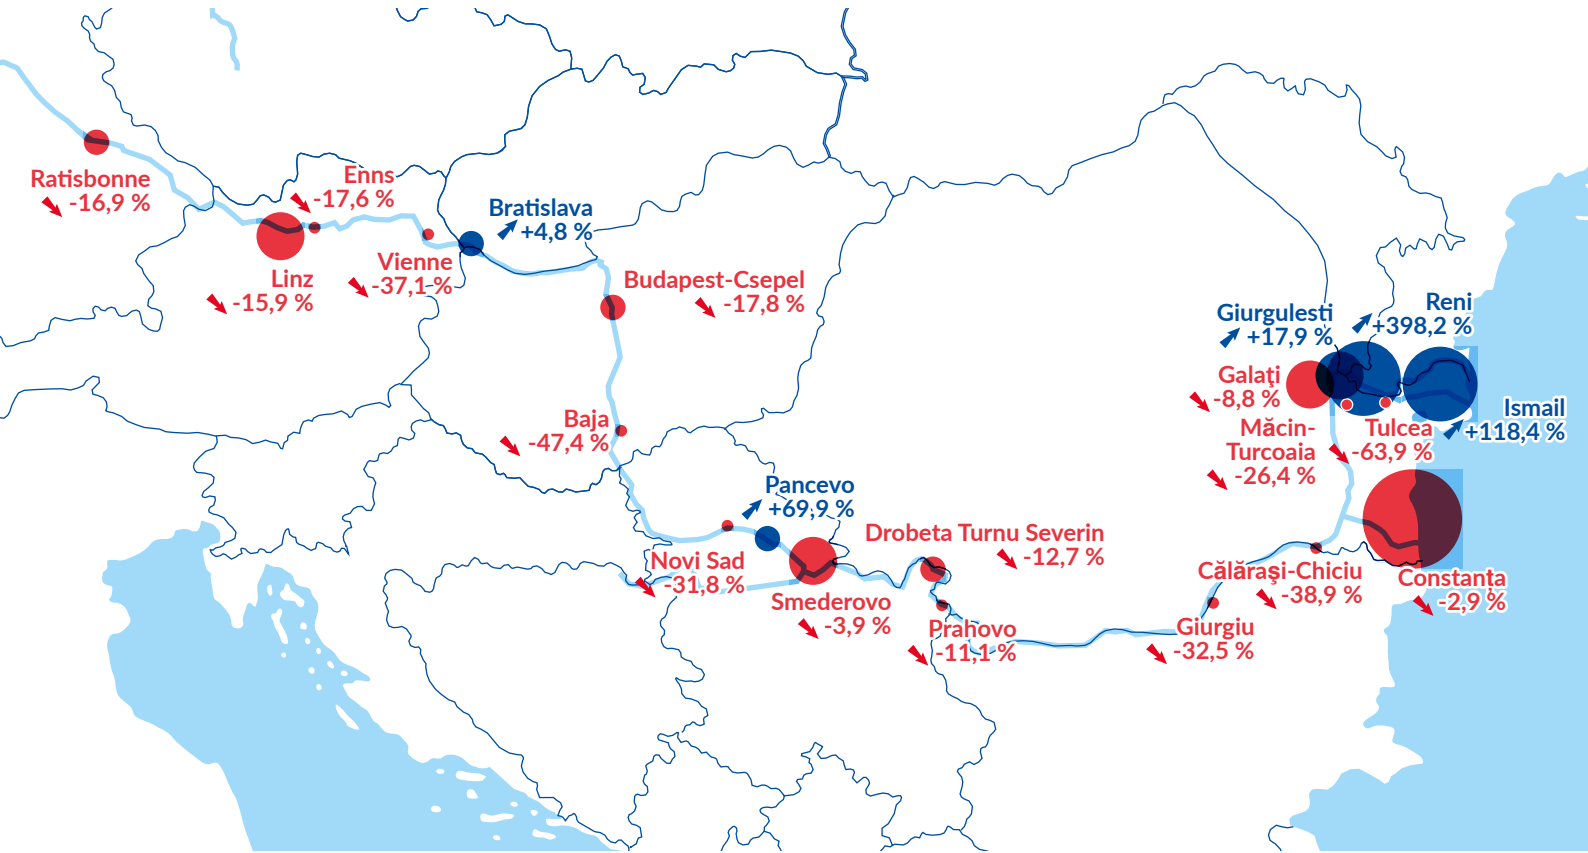 Ratisbonne
-16,9 %
Enns
-17,6 %
Linz
-15,9 %
Vienne
-37,1 %
Bratislava
+4,8 %
Budapest-Csepel
-17,8 %
Baja
-47,4 %
Novi Sad
-31,8 %
Pancevo
+69,9 %
Smederovo
-3,9 %
Drobeta Turnu Severin
-12,7 %
Prahovo
-11,1 %
Giurgiu
-32,5 %
Călăraşi-Chiciu
-38,9 %
Constanța
-2,9 %
Giurgulesti
+17,9 %
Reni
+398,2 %
Galaţi
-8,8 %
Măcin-
Turcoaia
-26,4 %
Tulcea
-63,9 %
Ismail
+118,4 %